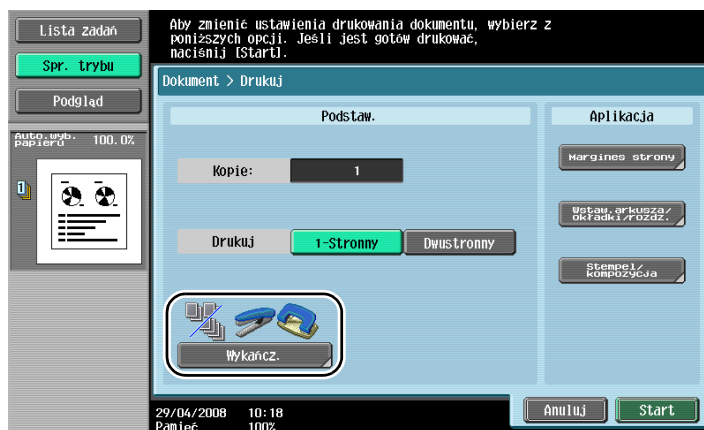 Lista zadań
Spr. trybu
Podgląd
Auto.wyb.
papieru 100.0%
1
Aby zmienić ustawienia drukowania dokumentu, wybierz z
poniższych opcji. Jeśli jest gotów drukować,
naciśnij [Start].
Dokument > Drukuj
Podstaw.
Kopie: 1
Drukuj 1-Stronny Dwustronny
Wykańcz.
Aplikacja
Margines strony
Wstaw.arkusza/
okładki/rozdz.
Stempel/
kompozycja
29/04/2008 10:18
Pamięć 100%
Anuluj Start